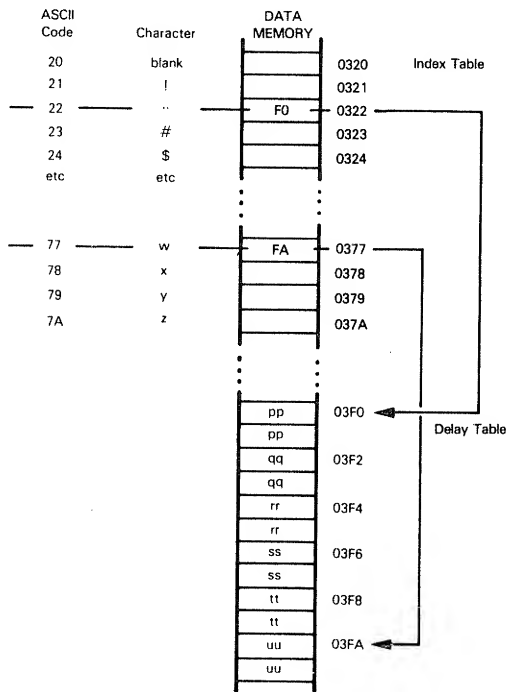 ASCII Code Character DATA MEMORY
20 blank 0320 Index Table
21 ! 0321
22 " F0 0322
23 # 0323
24 $ 0324
etc etc
77 w FA 0377
78 x 0378
79 y 0379
7A z 037A
pp 03F0
Delay Table
pp
qq 03F2
qq
rr 03F4
rr
ss 03F6
ss
tt 03F8
tt
uu 03FA
uu